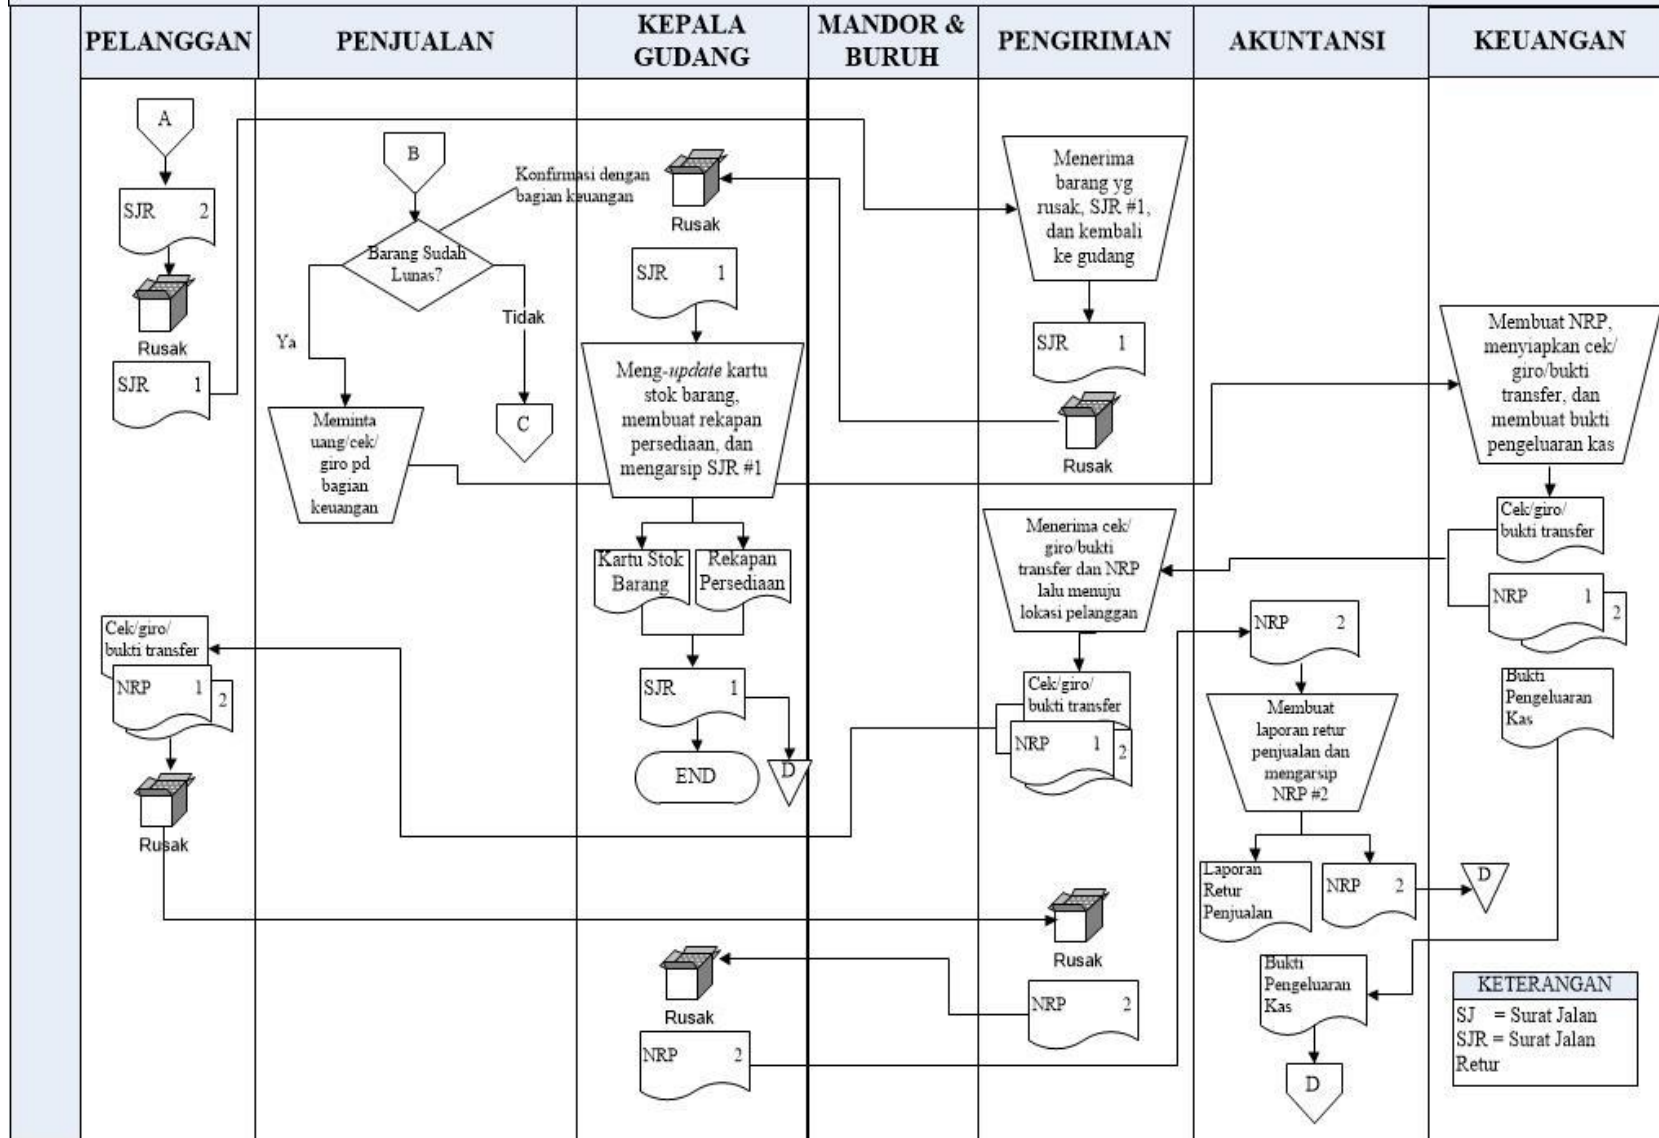 PELANGGAN
PENJUALAN
KEPALA
GUDANG
MANDOR &
BURUH
PENGIRIMAN
AKUNTANSI
KEUANGAN
A
SJR 2
Rusak
SJR 1
Cek/giro/
bukti transfer
NRP 1
2
Rusak
B
Konfirmasi dengan
bagian keuangan
Barang Sudah
Lunas?
Ya
Tidak
C
Meminta
uang/cek/
giro pd
bagian
keuangan
Rusak
SJR 1
Meng-update kartu
stok barang,
membuat rekapan
persediaan, dan
mengarsip SJR #1
Kartu Stok
Barang
Rekapan
Persediaan
SJR 1
END
D
Rusak
NRP 2
Menerima
barang yg
rusak, SJR #1,
dan kembali
ke gudang
SJR 1
Rusak
Menerima cek/
giro/bukti
transfer dan NRP
lalu menuju
lokasi pelanggan
Cek/giro/
bukti transfer
NRP 1
2
Rusak
NRP 2
NRP 2
Membuat
laporan retur
penjualan dan
mengarsip
NRP #2
Laporan
Retur
Penjualan
NRP 2
Bukti
Pengeluaran
Kas
D
Membuat NRP,
menyiapkan cek/
giro/bukti
transfer, dan
membuat bukti
pengeluaran kas
Cek/giro/
bukti transfer
NRP 1
2
Bukti
Pengeluaran
Kas
D
KETERANGAN
SJ = Surat Jalan
SJR = Surat Jalan
Retur